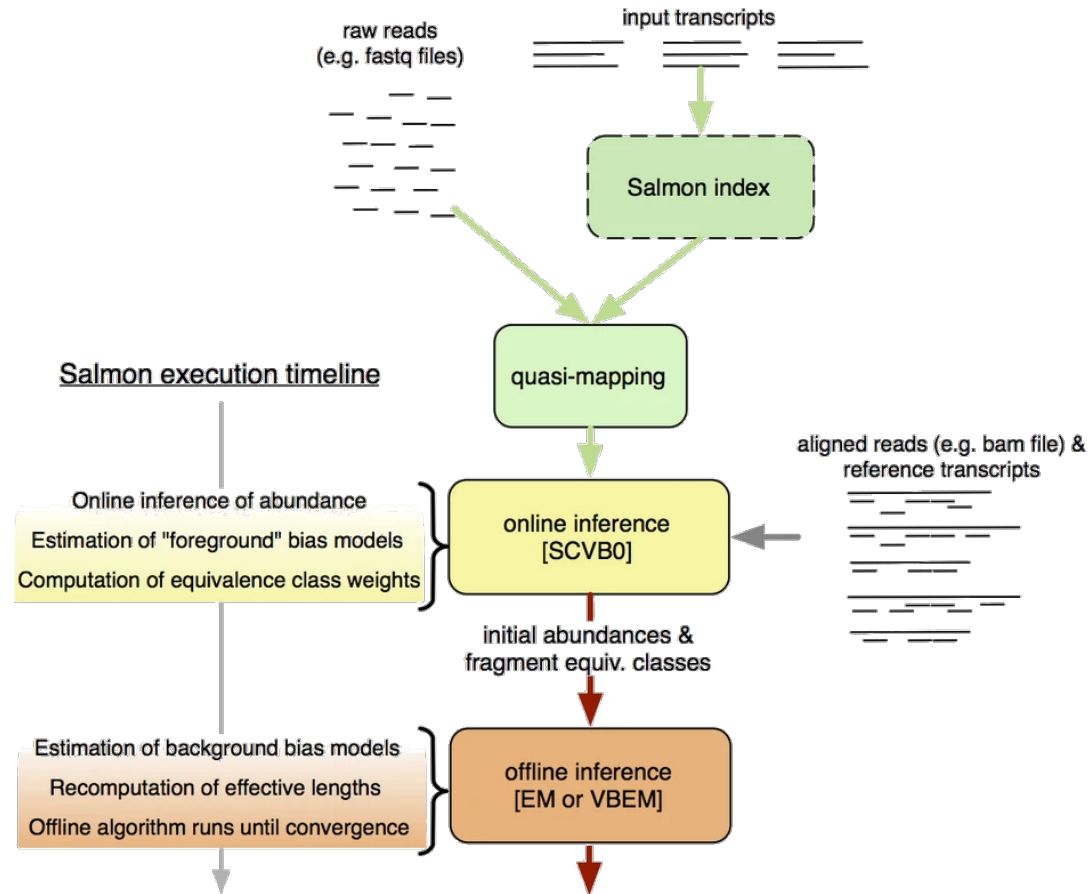 raw reads
(e.g. fastq files)
input transcripts
Salmon index
quasi-mapping
Salmon execution timeline
aligned reads (e.g. bam file) &
reference transcripts
Online inference of abundance
Estimation of "foreground" bias models
Computation of equivalence class weights
online inference
[SCVB0]
initial abundances &
fragment equiv. classes
Estimation of background bias models
Recomputation of effective lengths
Offline algorithm runs until convergence
offline inference
[EM or VBEM]